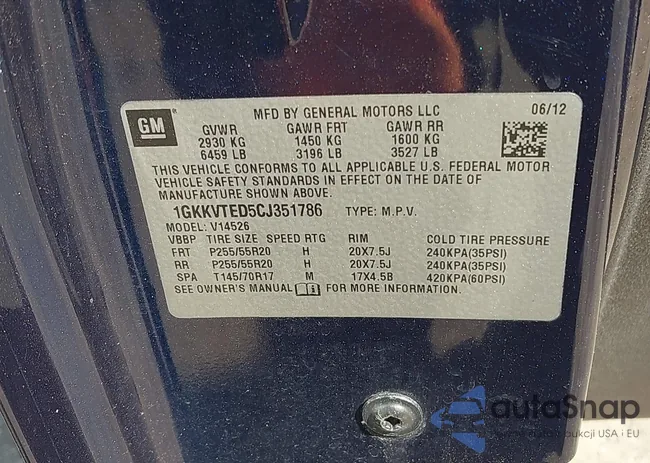 GM
MFD BY GENERAL MOTORS LLC 06/12
GVWR GAWR FRT GAWR RR
2930 KG 1450 KG 1600 KG
6459 LB 3196 LB 3527 LB
THIS VEHICLE CONFORMS TO ALL APPLICABLE U.S. FEDERAL MOTOR
VEHICLE SAFETY STANDARDS IN EFFECT ON THE DATE OF
MANUFACTURE SHOWN ABOVE.
1GKKVTED5CJ351786 TYPE: M.P.V.
MODEL: V14526
VBBP TIRE SIZE SPEED RTG RIM COLD TIRE PRESSURE
FRT P255/55R20 H 20X7.5J 240KPA(35PSI)
RR P255/55R20 H 20X7.5J 240KPA(35PSI)
SPA T145/70R17 M 17X4.5B 420KPA(60PSI)
SEE OWNER'S MANUAL FOR MORE INFORMATION.
autoSnap
aukcji USA i EU